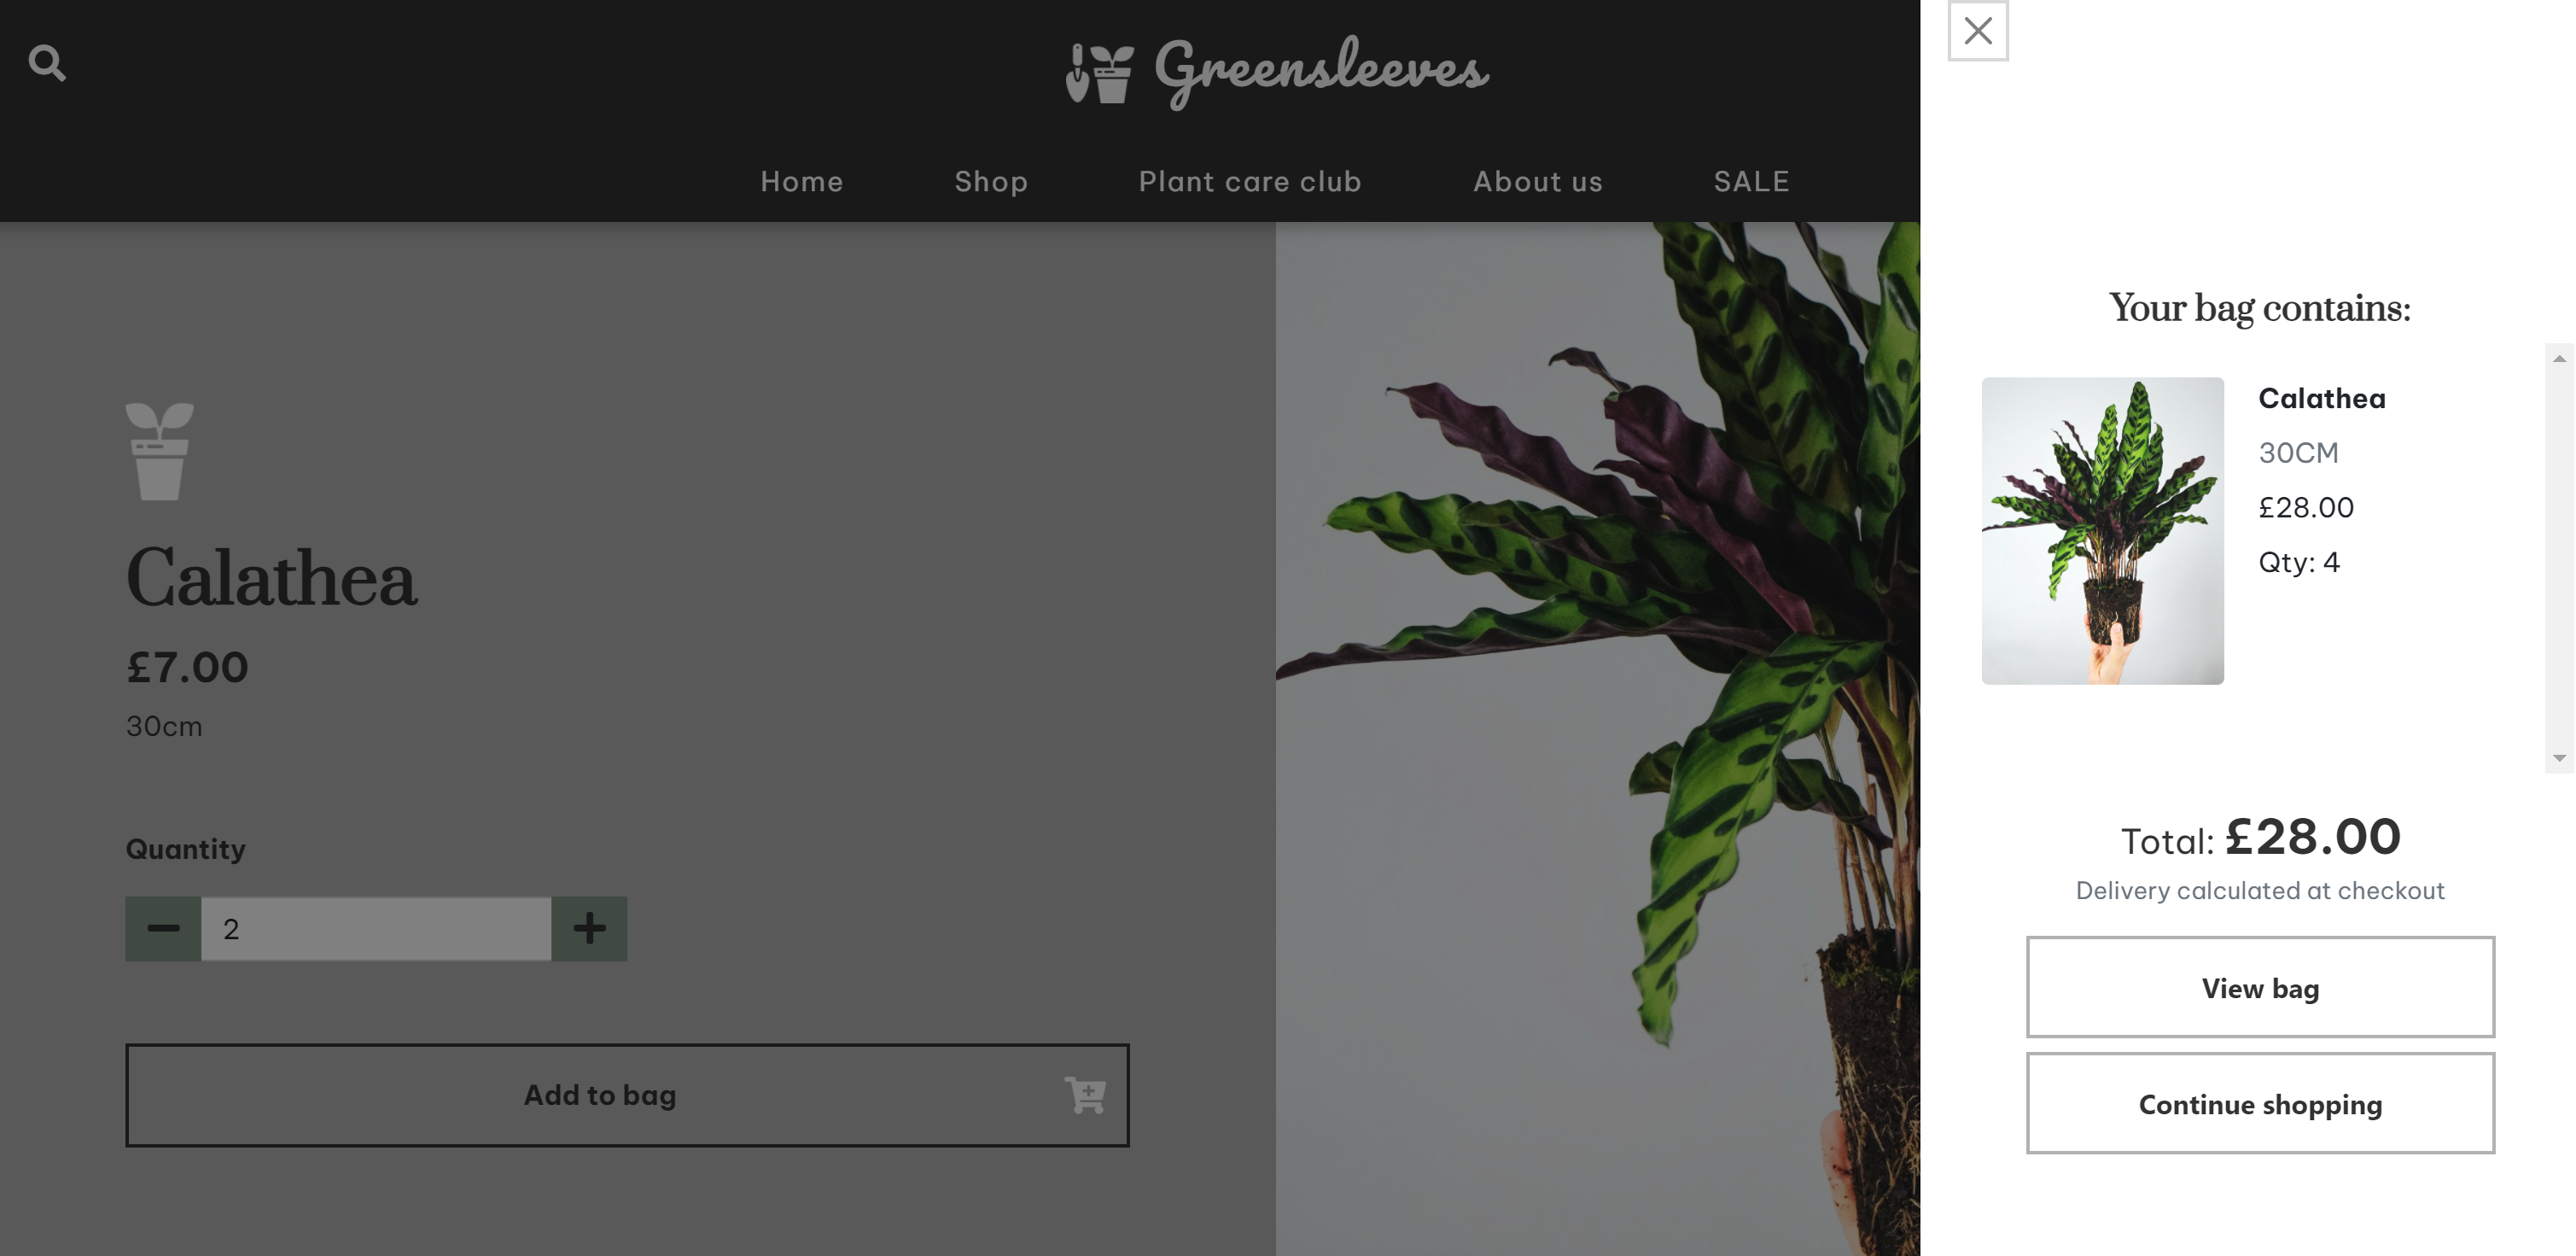 Greensleeves
Home
Shop
Plant care club
About us
SALE
Calathea
£7.00
30cm
Quantity
2
Add to bag
Your bag contains:
Calathea
30CM
£28.00
Qty: 4
Total: £28.00
Delivery calculated at checkout
View bag
Continue shopping